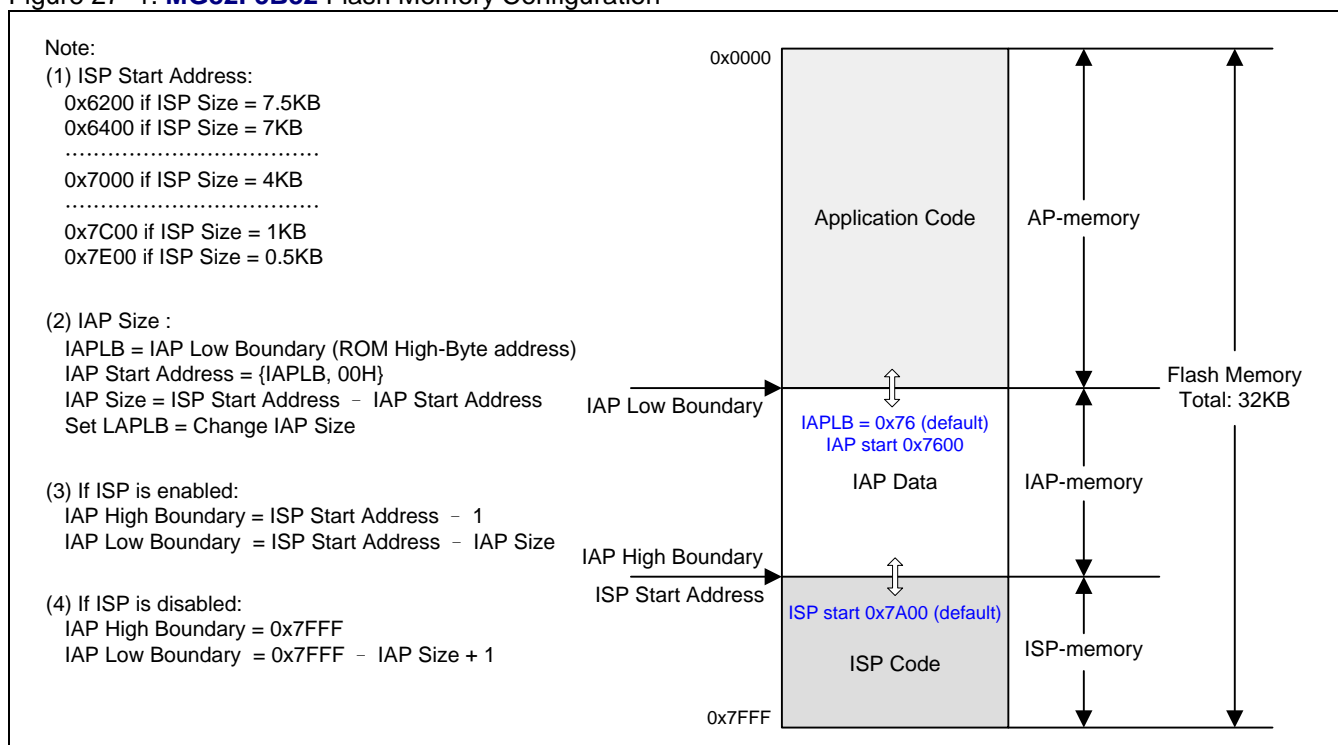 Note:
(1) ISP Start Address:
0x6200 if ISP Size = 7.5KB
0x6400 if ISP Size = 7KB
....................................
0x7000 if ISP Size = 4KB
....................................
0x7C00 if ISP Size = 1KB
0x7E00 if ISP Size = 0.5KB
(2) IAP Size :
IAPLB = IAP Low Boundary (ROM High-Byte address)
IAP Start Address = {IAPLB, 00H}
IAP Size = ISP Start Address – IAP Start Address
Set LAPLB = Change IAP Size
(3) If ISP is enabled:
IAP High Boundary = ISP Start Address – 1
IAP Low Boundary = ISP Start Address – IAP Size
(4) If ISP is disabled:
IAP High Boundary = 0x7FFF
IAP Low Boundary = 0x7FFF – IAP Size + 1
0x0000
Application Code
AP-memory
Flash Memory
Total: 32KB
IAP Low Boundary
IAPLB = 0x76 (default)
IAP start 0x7600
IAP Data
IAP-memory
IAP High Boundary
ISP Start Address
ISP start 0x7A00 (default)
ISP Code
ISP-memory
0x7FFF